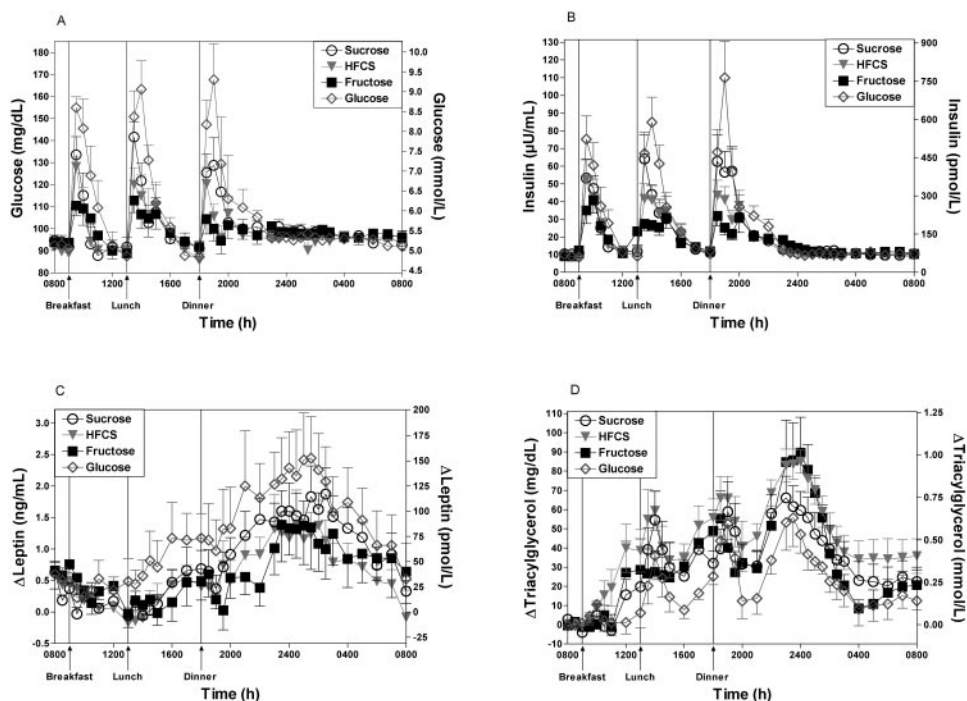 A
185
180
170
160
150
140
130
120
110
100
90
80
Glucose (mg/dL)
10.0
9.5
9.0
8.5
8.0
7.5
7.0
6.5
6.0
5.5
5.0
4.5
Glucose (mmol/L)
Sucrose
HFCS
Fructose
Glucose
0800 1200 1600 2000 2400 0400 0800
Breakfast Lunch Dinner
Time (h)
B
130
120
110
100
90
80
70
60
50
40
30
20
10
0
Insulin (µU/mL)
900
750
600
450
300
150
0
Insulin (pmol/L)
Sucrose
HFCS
Fructose
Glucose
0800 1200 1600 2000 2400 0400 0800
Breakfast Lunch Dinner
Time (h)
C
3.0
2.5
2.0
1.5
1.0
0.5
0.0
-0.5
ΔLeptin (ng/mL)
200
175
150
125
100
75
50
25
0
-25
ΔLeptin (pmol/L)
Sucrose
HFCS
Fructose
Glucose
0800 1200 1600 2000 2400 0400 0800
Breakfast Lunch Dinner
Time (h)
D
110
100
90
80
70
60
50
40
30
20
10
0
-10
ΔTriacylglycerol (mg/dL)
1.25
1.00
0.75
0.50
0.25
0.00
ΔTriacylglycerol (mmol/L)
Sucrose
HFCS
Fructose
Glucose
0800 1200 1600 2000 2400 0400 0800
Breakfast Lunch Dinner
Time (h)